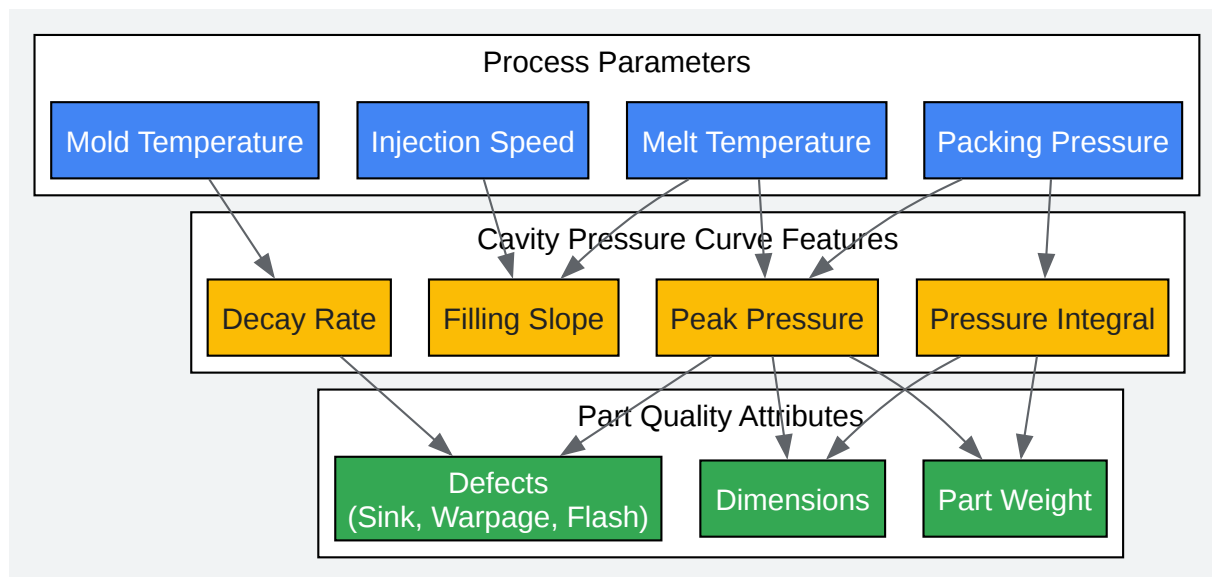 Process Parameters
Mold Temperature
Injection Speed
Melt Temperature
Packing Pressure
Cavity Pressure Curve Features
Decay Rate
Filling Slope
Peak Pressure
Pressure Integral
Part Quality Attributes
Defects
(Sink, Warpage, Flash)
Dimensions
Part Weight